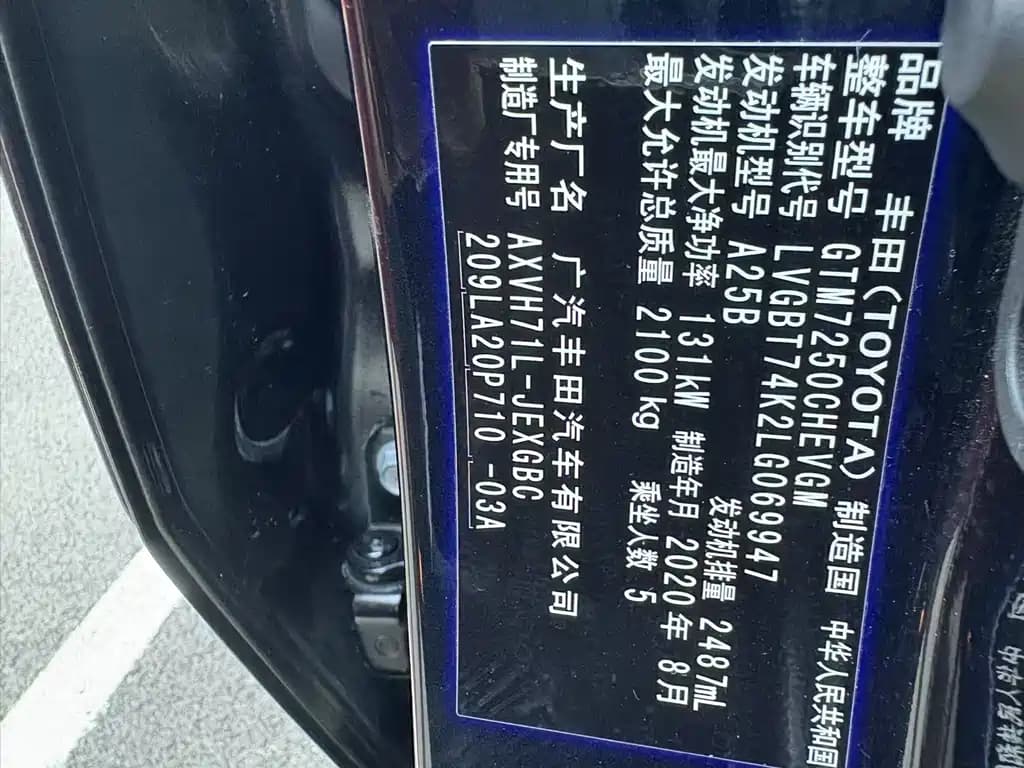 品牌 丰田(TOYOTA) 制造国 中华人民共和国
整车型号 GTM7250CHEVGM
车辆识别代号 LVGBT74K2LG069947
发动机型号 A25B 发动机排量 2487mL
发动机最大净功率 131kW 制造年月 2020年 8月
最大允许总质量 2100kg 乘坐人数 5
生产厂名 广汽丰田汽车有限公司
制造厂专用号 AXVH71L-JEXGBC
209LA20P710 -03A